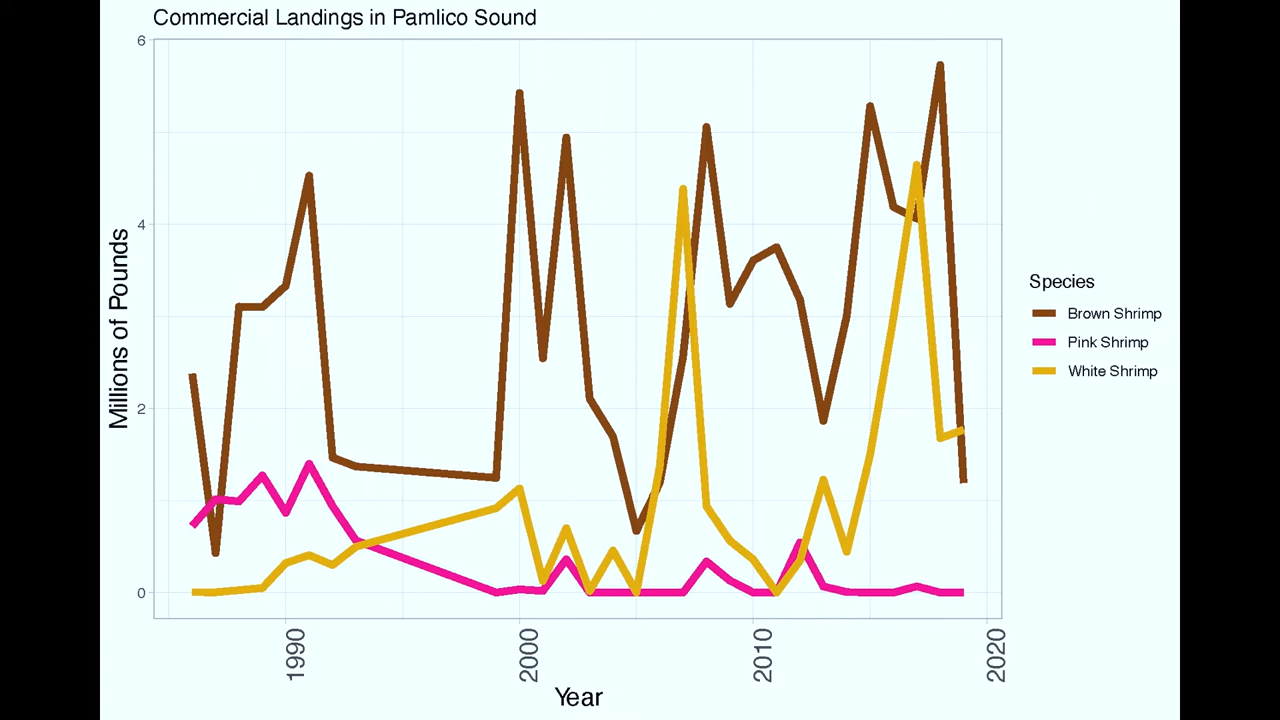 Commercial Landings in Pamlico Sound
6
4
2
0
Millions of Pounds
1990
2000
2010
2020
Year
Species
Brown Shrimp
Pink Shrimp
White Shrimp